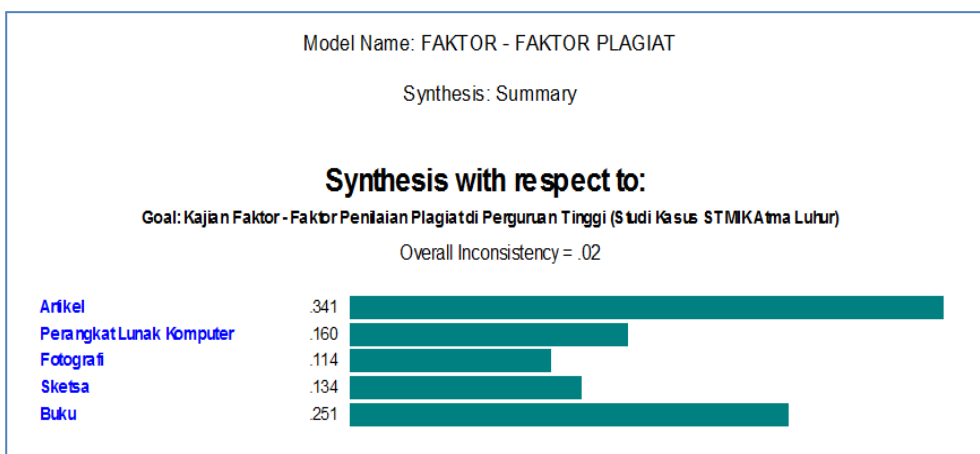 Model Name: FAKTOR - FAKTOR PLAGIAT
Synthesis: Summary
Synthesis with respect to:
Goal: Kajian Faktor - Faktor Penilaian Plagiat di Perguruan Tinggi (Studi Kasus STMIK Atma Luhur)
Overall Inconsistency = .02
Artikel .341
Perangkat Lunak Komputer .160
Fotografi .114
Sketsa .134
Buku .251